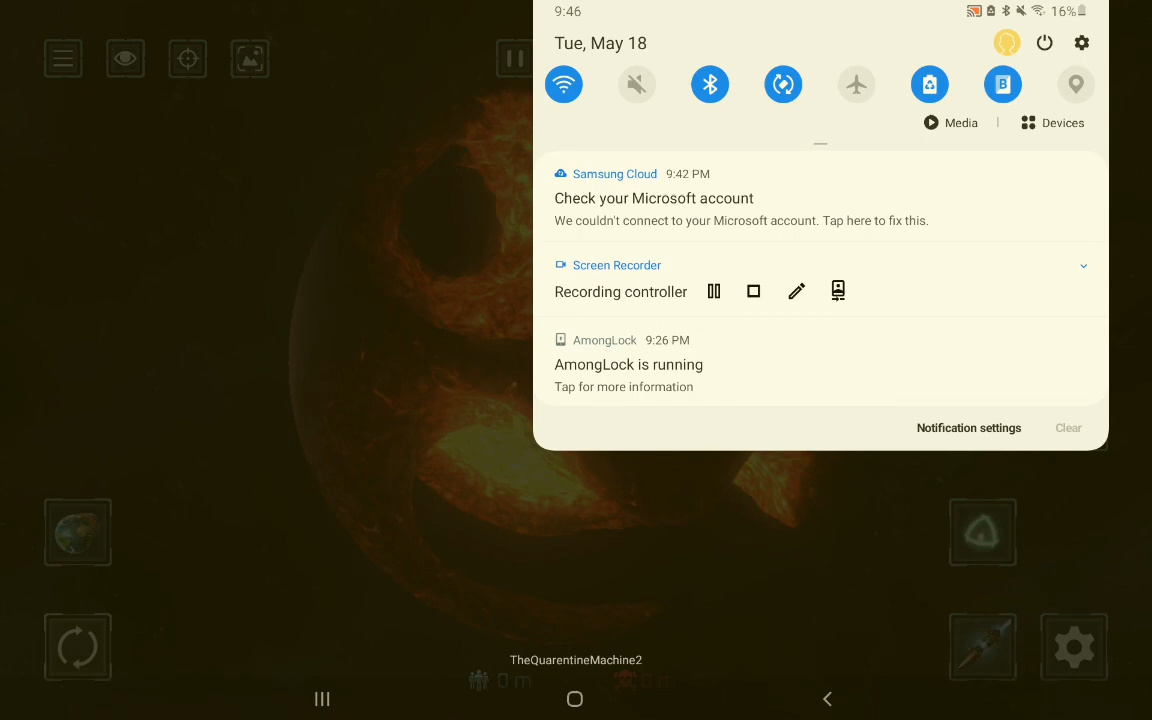 9:46
16%
Tue, May 18
Media
Devices
Samsung Cloud 9:42 PM
Check your Microsoft account
We couldn't connect to your Microsoft account. Tap here to fix this.
Screen Recorder
Recording controller
AmongLock 9:26 PM
AmongLock is running
Tap for more information
Notification settings
Clear
TheQuarentineMachine2
0 m
0 m